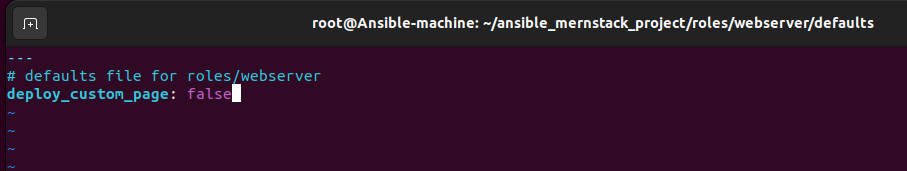 root@Ansible-machine: ~/ansible_mernstack_project/roles/webserver/defaults
---
# defaults file for roles/webserver
deploy_custom_page: false
~
~
~
~